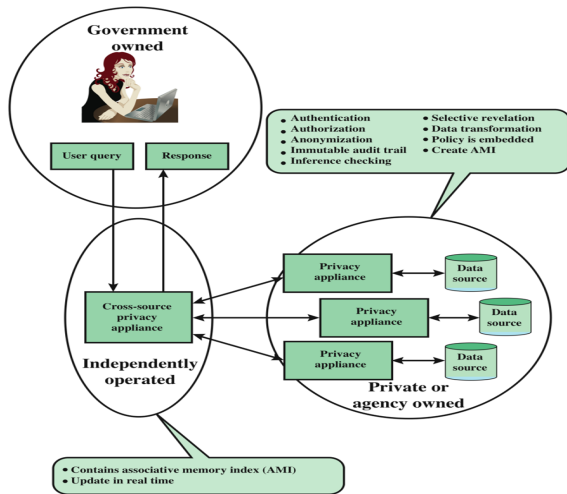 Government
owned
User query
Response
• Authentication
• Authorization
• Anonymization
• Immutable audit trail
• Inference checking
• Selective revelation
• Data transformation
• Policy is embedded
• Create AMI
Cross-source
privacy
appliance
Independently
operated
Privacy
appliance
Data
source
Privacy
appliance
Data
source
Privacy
appliance
Data
source
Private or
agency owned
• Contains associative memory index (AMI)
• Update in real time